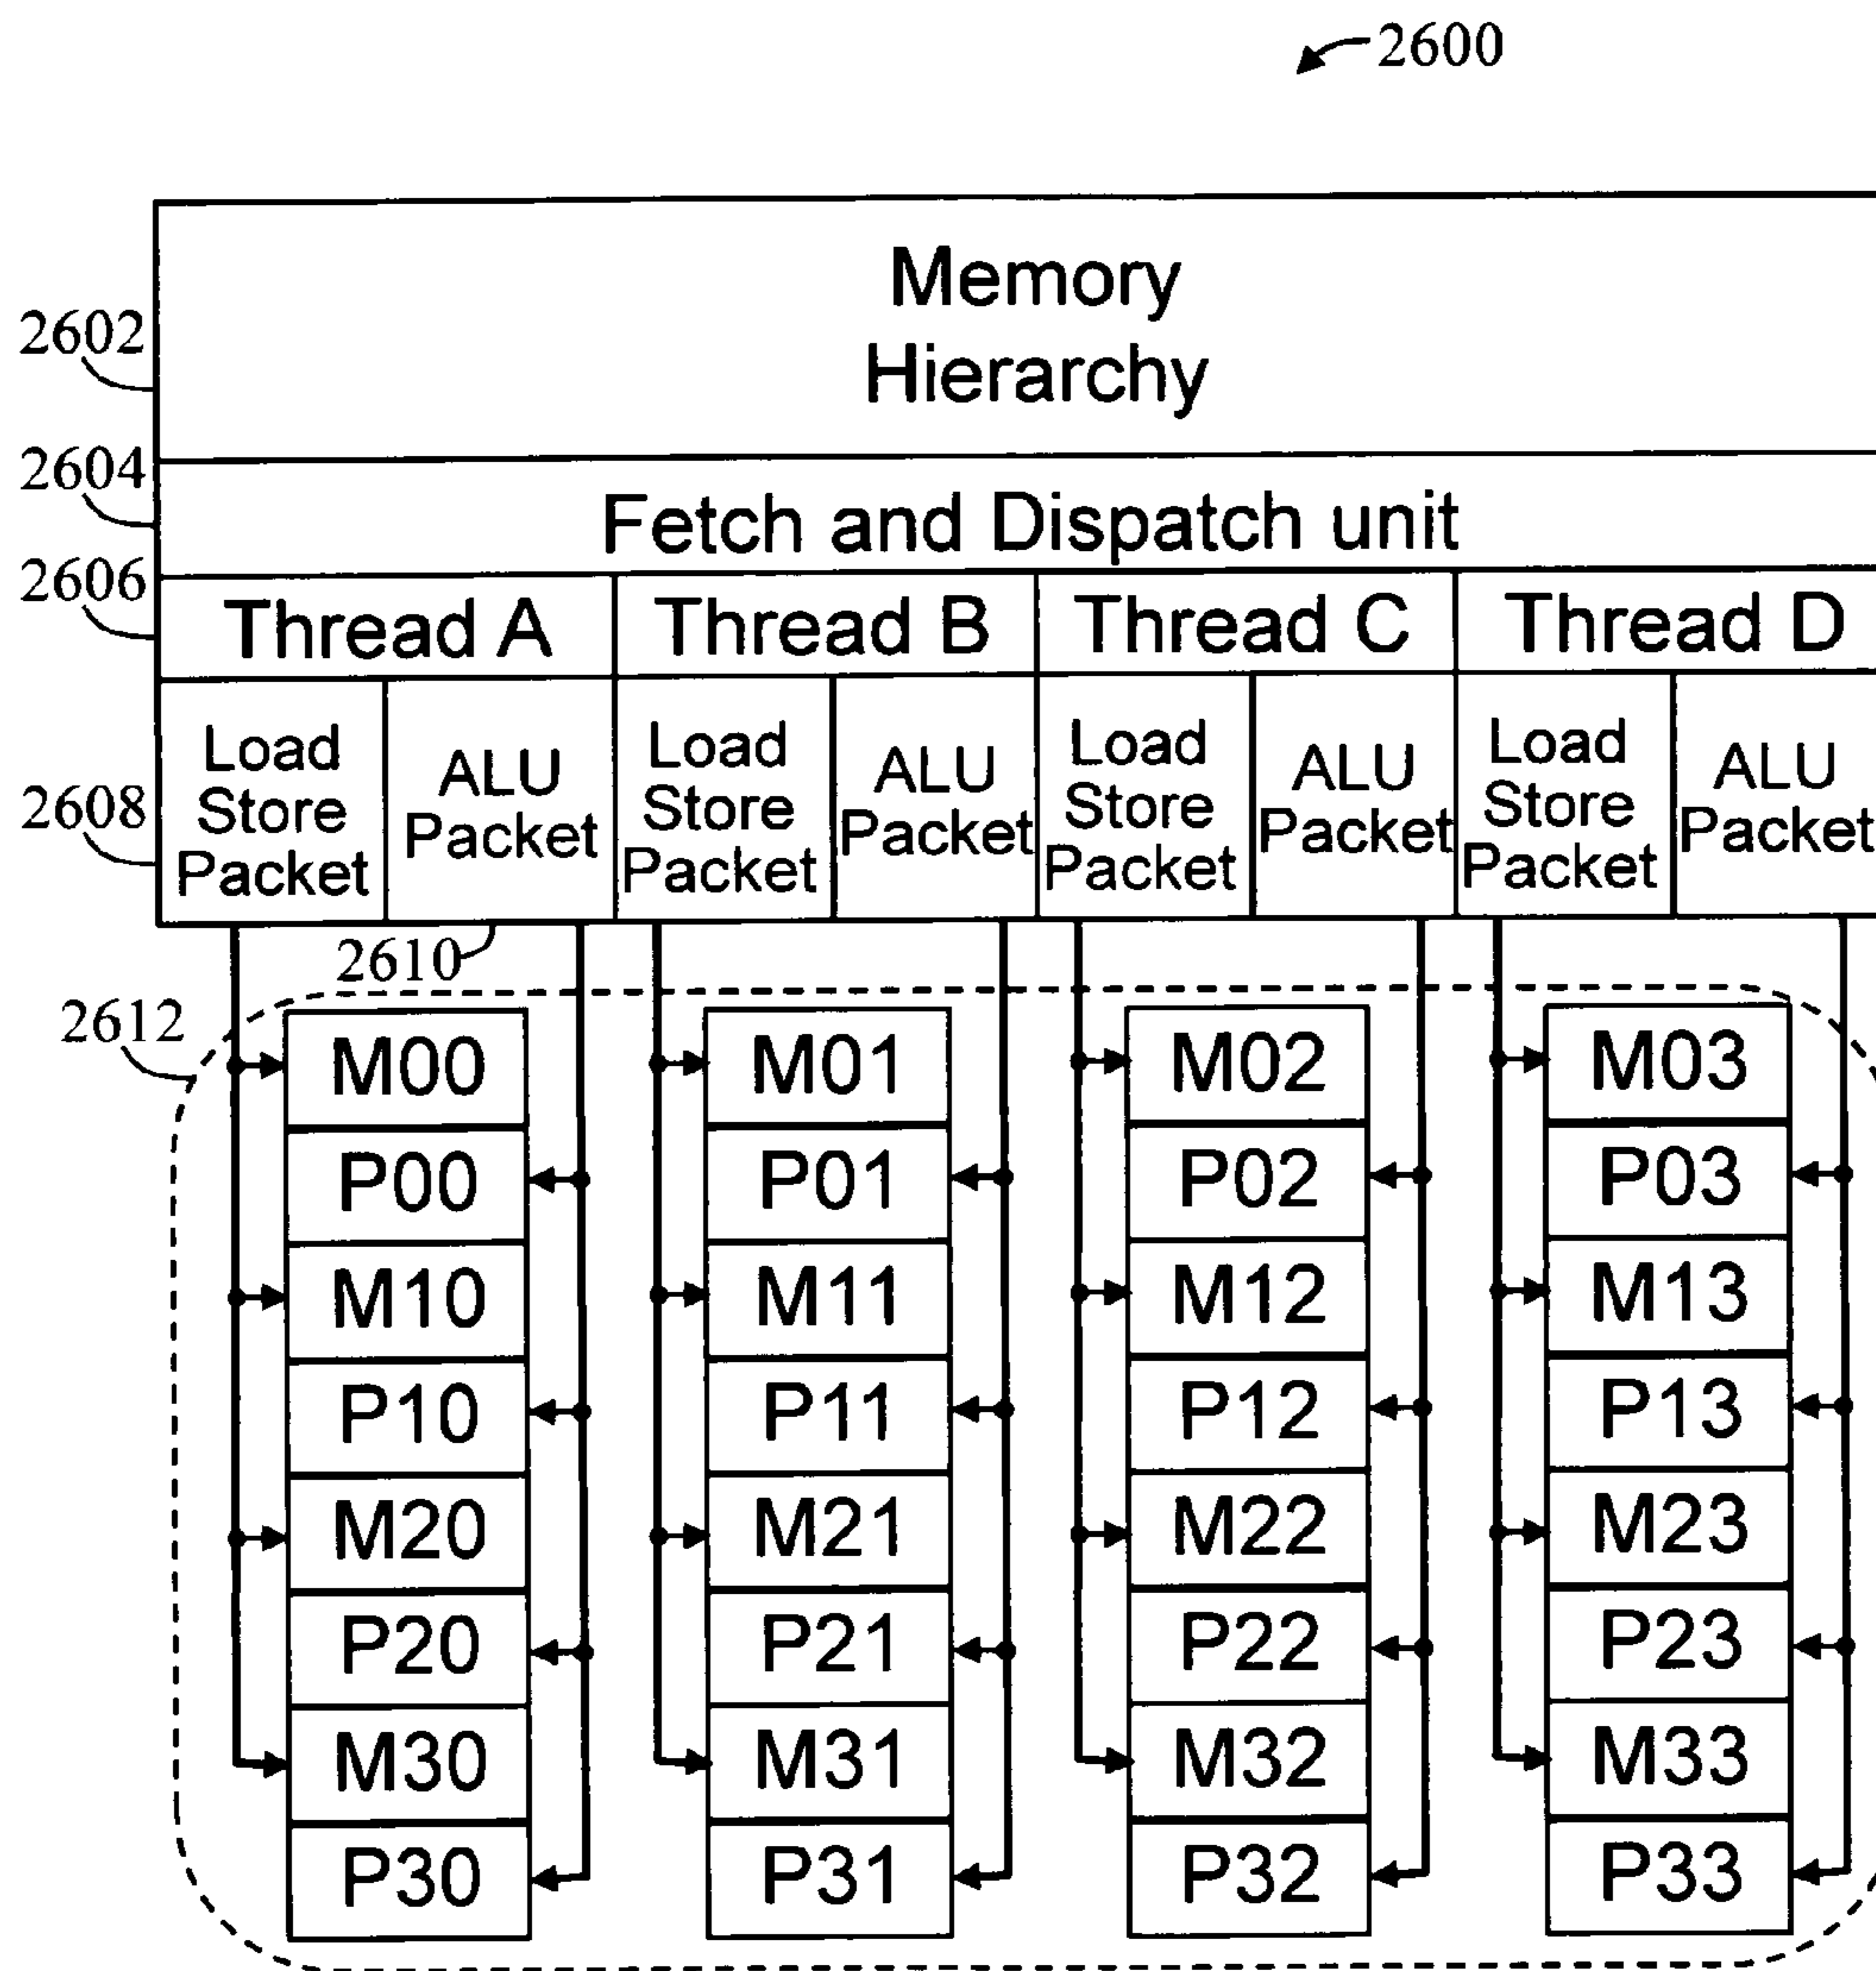 2600
Memory
Hierarchy
2602
2604
Fetch and Dispatch unit
2606
Thread A Thread B Thread C Thread D
2608
Load
Store
Packet
ALU
Packet
Load
Store
Packet
ALU
Packet
Load
Store
Packet
ALU
Packet
Load
Store
Packet
ALU
Packet
2610
2612
M00 M01 M02 M03
P00 P01 P02 P03
M10 M11 M12 M13
P10 P11 P12 P13
M20 M21 M22 M23
P20 P21 P22 P23
M30 M31 M32 M33
P30 P31 P32 P33